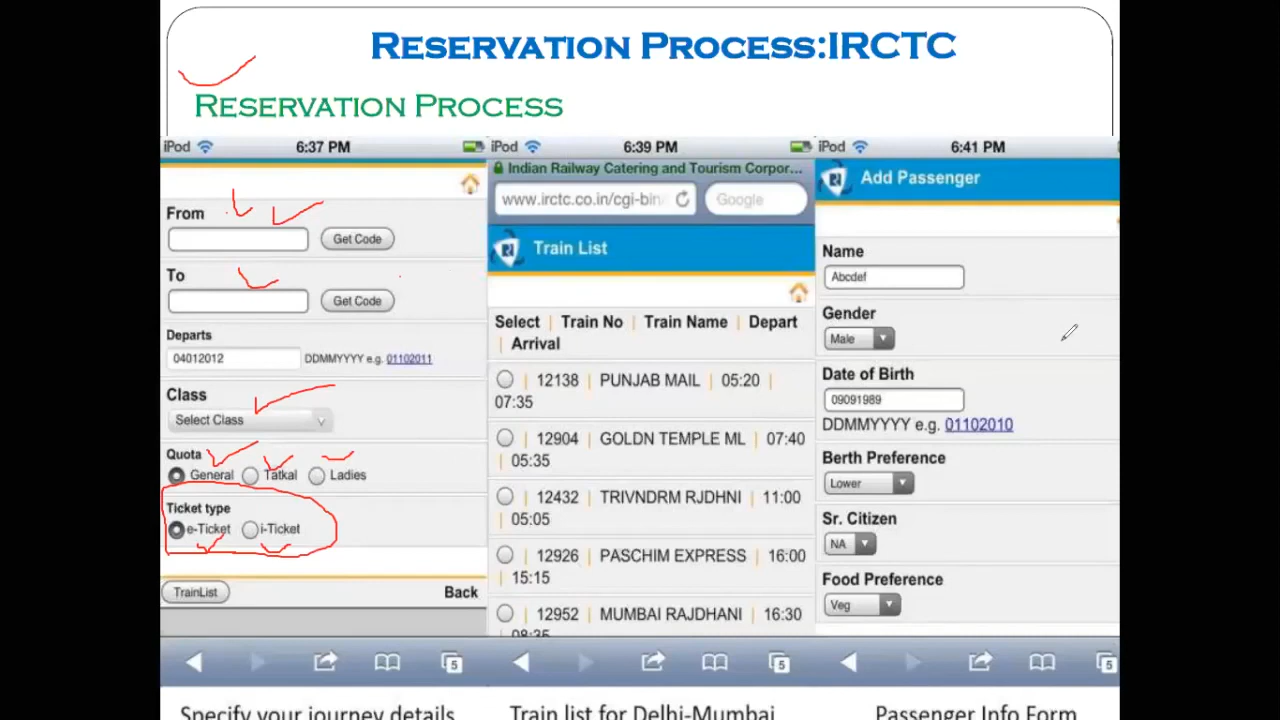 RESERVATION PROCESS:IRCTC
RESERVATION PROCESS
iPod 6:37 PM
From
Get Code
To
Get Code
Departs
04012012 DDMMYYYY e.g. 01102011
Class
Select Class
Quota
General Tatkal Ladies
Ticket type
e-Ticket i-Ticket
TrainList Back
5
Specify your journey details
iPod 6:39 PM
Indian Railway Catering and Tourism Corpor...
www.irctc.co.in/cgi-bin Google
Train List
Select | Train No | Train Name | Depart
| Arrival
| 12138 | PUNJAB MAIL | 05:20 |
07:35
| 12904 | GOLDN TEMPLE ML | 07:40
| 05:35
| 12432 | TRIVNDRM RJDHNI | 11:00
| 05:05
| 12926 | PASCHIM EXPRESS | 16:00
| 15:15
| 12952 | MUMBAI RAJDHANI | 16:30
| 08:35
5
Train list for Delhi-Mumbai
iPod 6:41 PM
Add Passenger
Name
Abcdef
Gender
Male
Date of Birth
09091989
DDMMYYYY e.g. 01102010
Berth Preference
Lower
Sr. Citizen
NA
Food Preference
Veg
5
Passenger Info Form